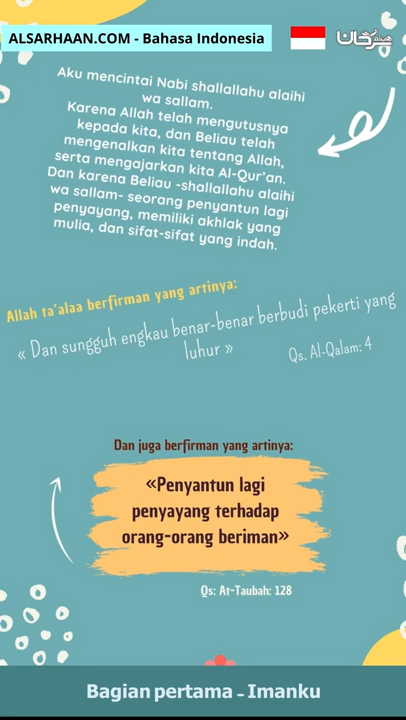 ALSARHAAN.COM - Bahasa Indonesia
السرحان
Aku mencintai Nabi shallallahu alaihi
wa sallam.
Karena Allah telah mengutusnya
kepada kita, dan Beliau telah
mengenalkan kita tentang Allah,
serta mengajarkan kita Al-Qur’an.
Dan karena Beliau -shallallahu alaihi
wa sallam- seorang penyantun lagi
penyayang, memiliki akhlak yang
mulia, dan sifat-sifat yang indah.
Allah ta’alaa berfirman yang artinya:
« Dan sungguh engkau benar-benar berbudi pekerti yang
luhur »
Qs. Al-Qalam: 4
Dan juga berfirman yang artinya:
«Penyantun lagi
penyayang terhadap
orang-orang beriman»
Qs: At-Taubah: 128
Bagian pertama - Imanku